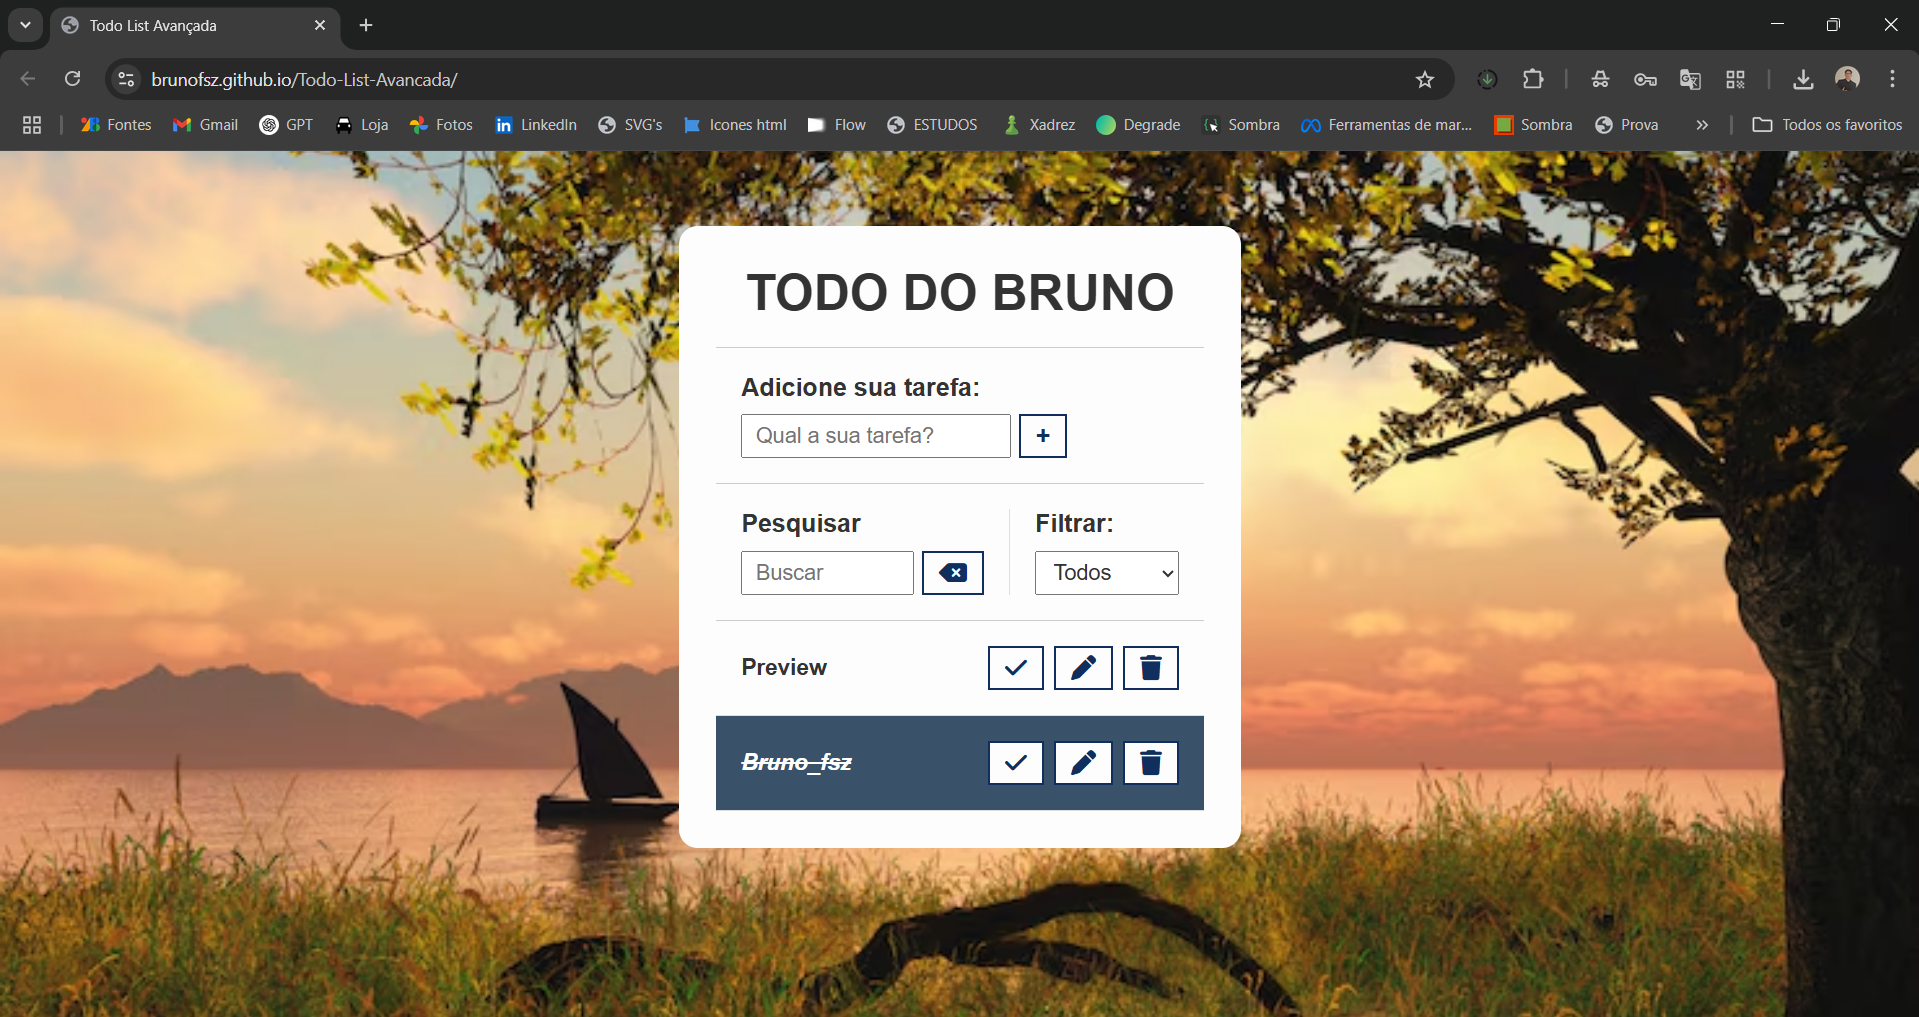 Todo List Avançada
brunofsz.github.io/Todo-List-Avancada/
Fontes Gmail GPT Loja Fotos LinkedIn SVG's Icones html Flow ESTUDOS Xadrez Degrade Sombra Ferramentas de mar... Sombra Prova » Todos os favoritos
TODO DO BRUNO
Adicione sua tarefa:
Qual a sua tarefa? +
Pesquisar Filtrar:
Buscar Todos
Preview
Bruno_fsz